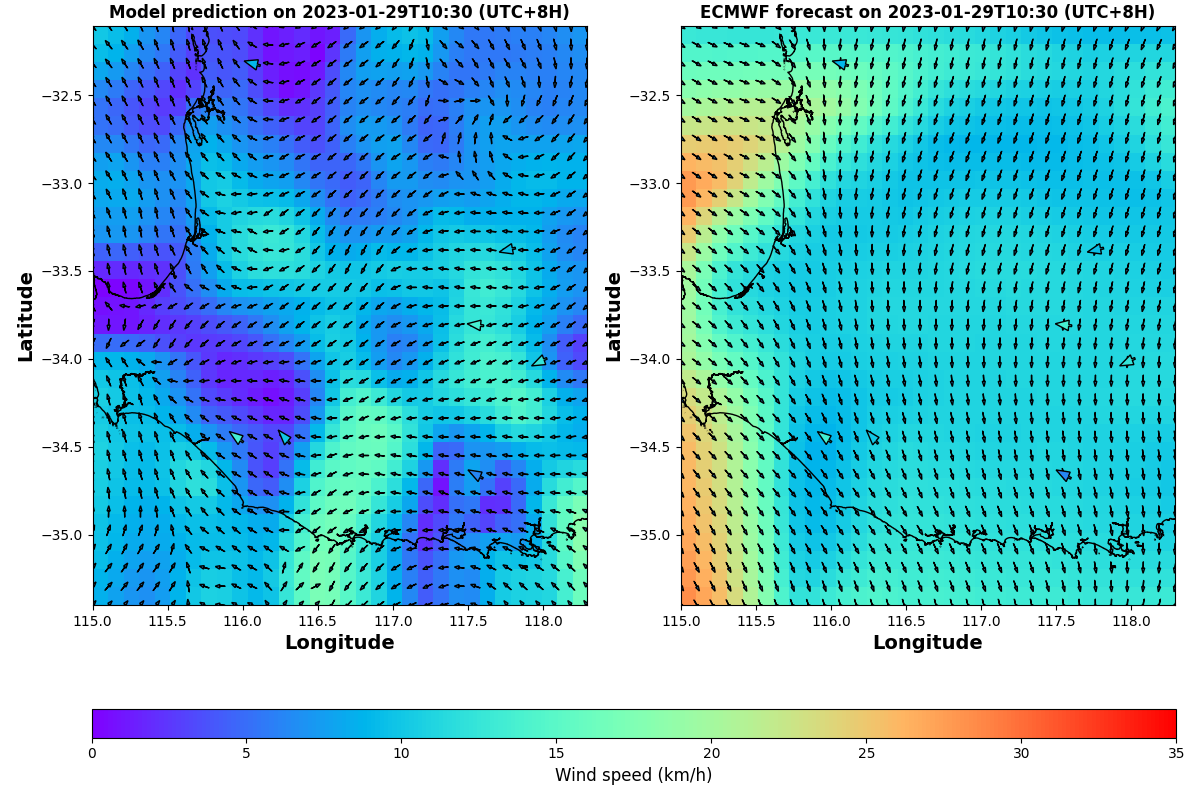 Model prediction on 2023-01-29T10:30 (UTC+8H)
ECMWF forecast on 2023-01-29T10:30 (UTC+8H)
Latitude
−32.5
−33.0
−33.5
−34.0
−34.5
−35.0
115.0 115.5 116.0 116.5 117.0 117.5 118.0
Longitude
Latitude
−32.5
−33.0
−33.5
−34.0
−34.5
−35.0
115.0 115.5 116.0 116.5 117.0 117.5 118.0
Longitude
0 5 10 15 20 25 30 35
Wind speed (km/h)